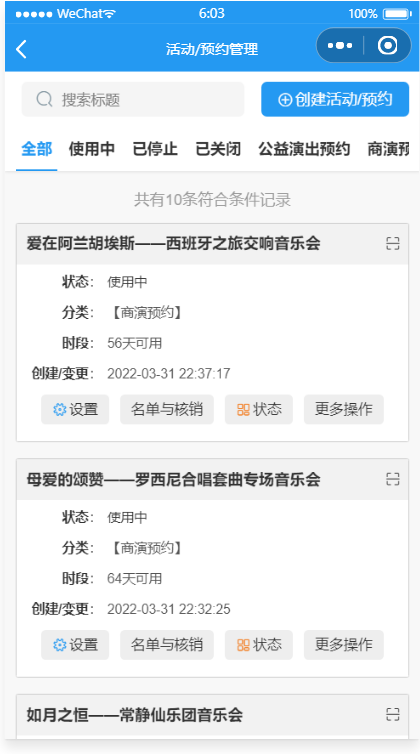 WeChat 6:03 100%
活动/预约管理
搜索标题 创建活动/预约
全部 使用中 已停止 已关闭 公益演出预约 商演预
共有10条符合条件记录
爱在阿兰胡埃斯——西班牙之旅交响音乐会
状态: 使用中
分类: 【商演预约】
时段: 56天可用
创建/变更: 2022-03-31 22:37:17
设置 名单与核销 状态 更多操作
母爱的颂赞——罗西尼合唱套曲专场音乐会
状态: 使用中
分类: 【商演预约】
时段: 64天可用
创建/变更: 2022-03-31 22:32:25
设置 名单与核销 状态 更多操作
如月之恒——常静仙乐团音乐会